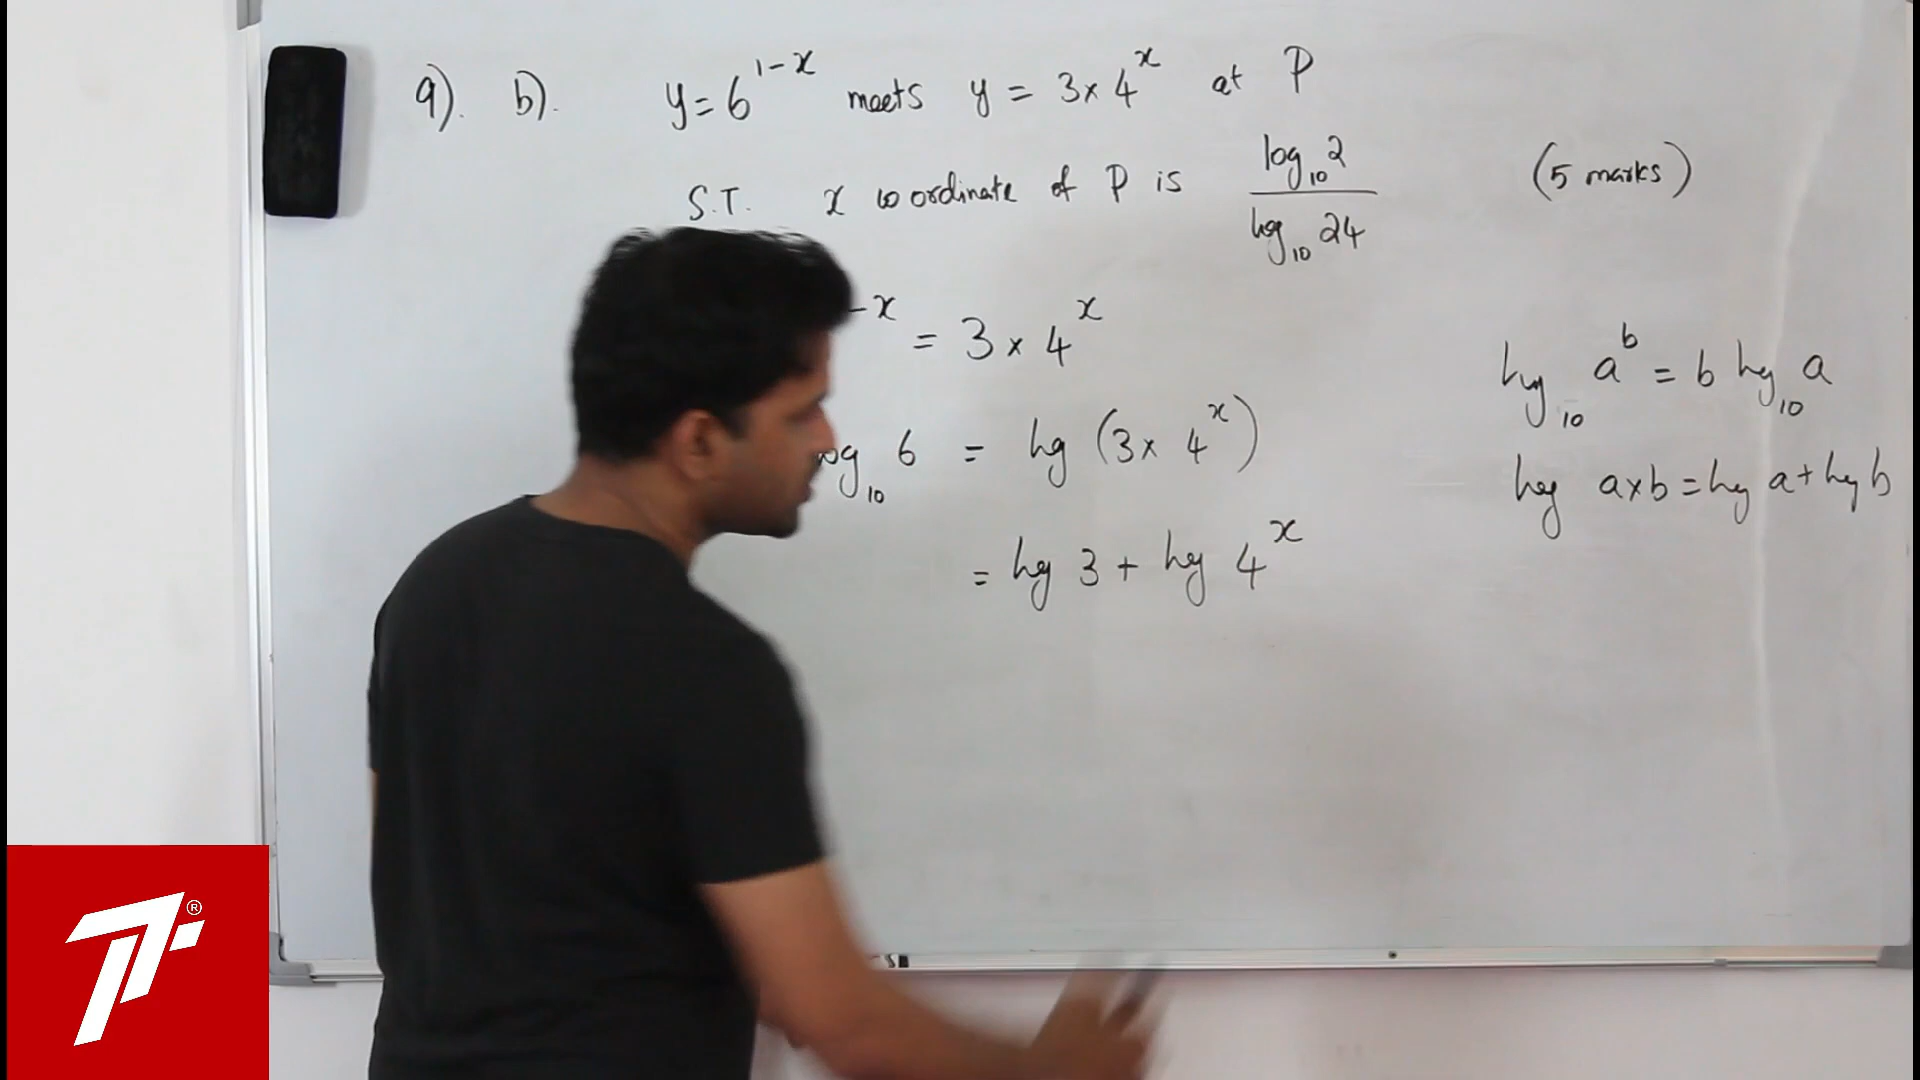 9). b). y = 6^{1-x} meets y = 3 × 4^x at P
S.T. x coordinate of P is log₁₀ 2 / log₁₀ 24 (5 marks)
-x = 3 × 4^x
log₁₀ 6 = log (3 × 4^x)
= log 3 + log 4^x
log₁₀ a^b = b log₁₀ a
log a×b = log a + log b
®